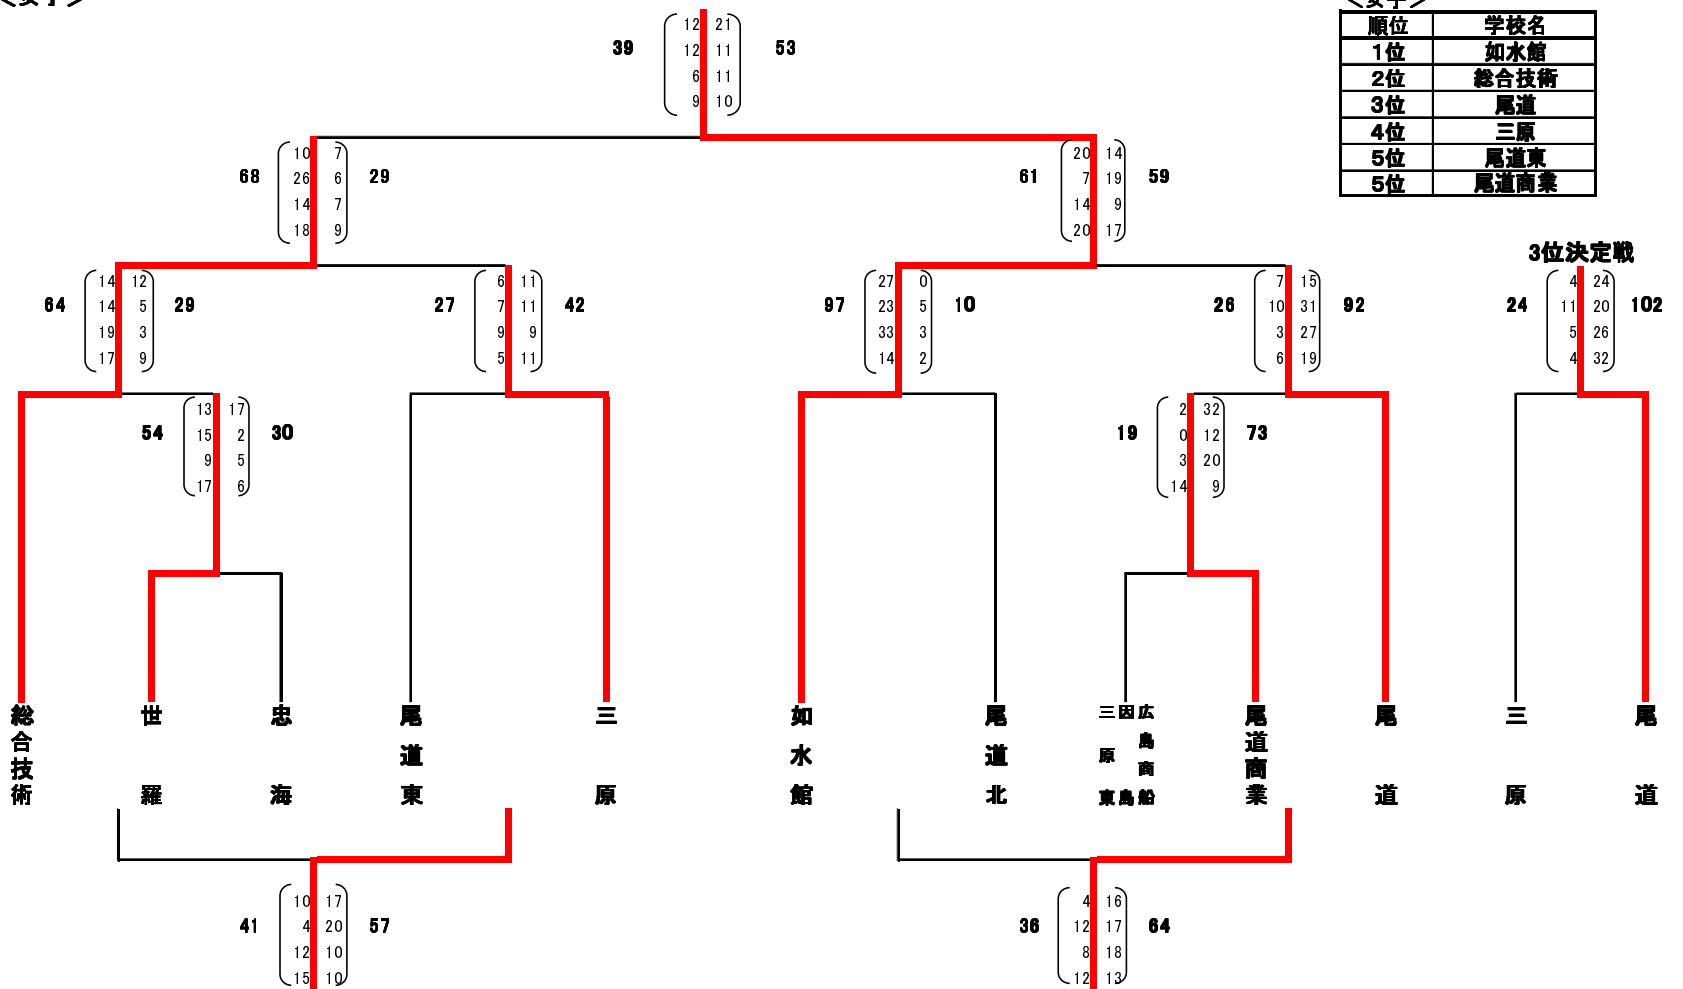 ＜女子＞
＜女子＞
順位 学校名
1位 如水館
2位 総合技術
3位 尾道
4位 三原
5位 尾道東
5位 尾道商業
39 53
12 21
12 11
6 11
9 10
68 29
10 7
26 6
14 7
18 9
61 59
20 14
7 19
14 9
20 17
3位決定戦
64 29
14 12
14 5
19 3
17 9
27 42
6 11
7 11
9 9
5 11
97 10
27 0
23 5
33 3
14 2
26 92
7 15
10 31
3 27
6 19
24 102
4 24
11 20
5 26
4 32
54 30
13 17
15 2
9 5
17 6
19 73
2 32
0 12
3 20
14 9
総合技術
世羅
忠海
尾道東
三原
如水館
尾道北
三原東
因島
広島商船
尾道商業
尾道
三原
尾道
41 57
10 17
4 20
12 10
15 10
36 64
4 16
12 17
8 18
12 13